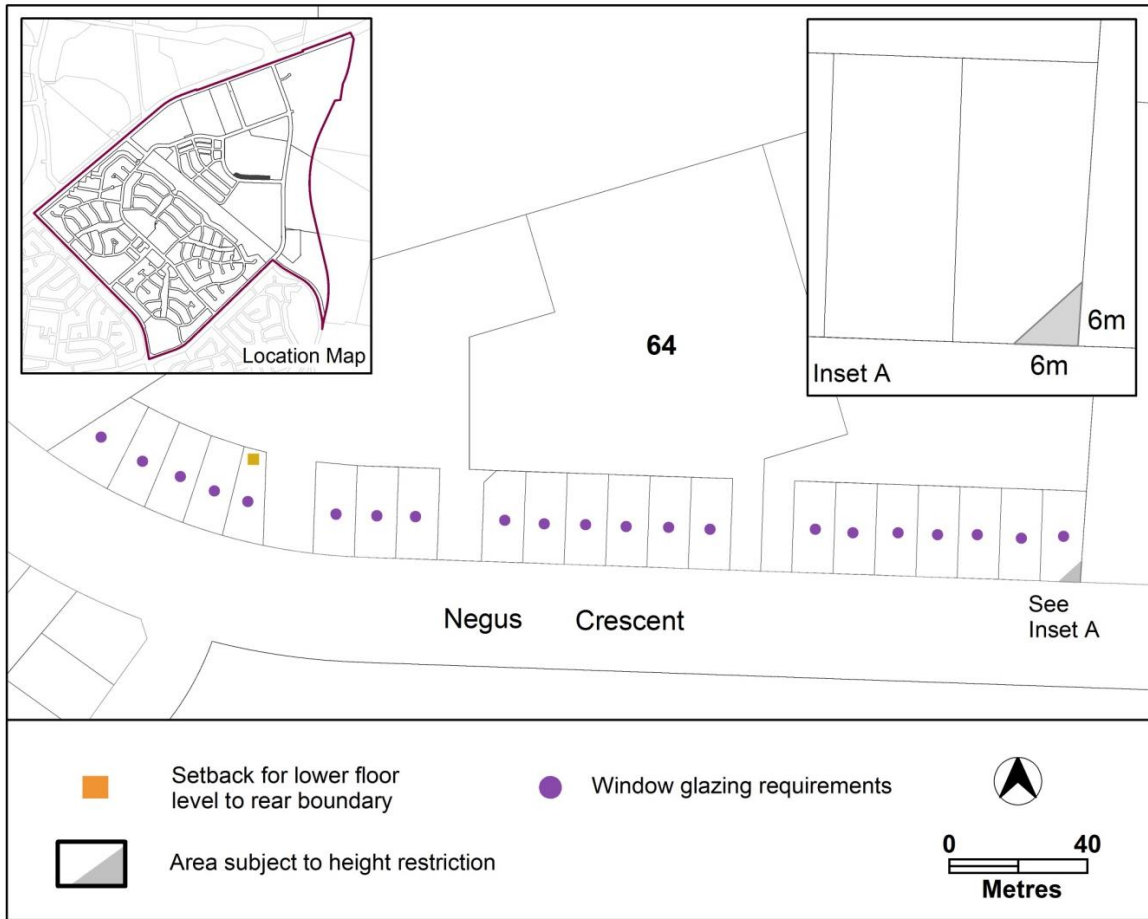 Location Map
64
6m
6m
Inset A
Negus Crescent
See
Inset A
Setback for lower floor
level to rear boundary
Window glazing requirements
Area subject to height restriction
0 40
Metres